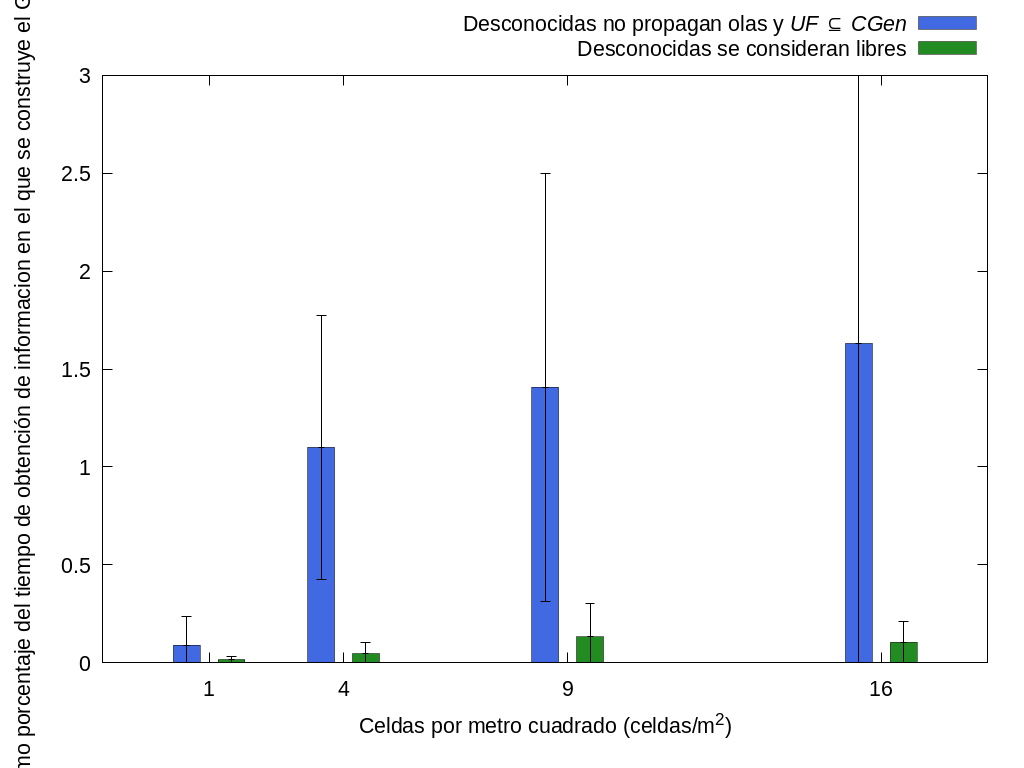 Desconocidas no propagan olas y UF ⊆ CGen
Desconocidas se consideran libres
porcentaje del tiempo de obtención de informacion en el que se construye el
3
2.5
2
1.5
1
0.5
0
1 4 9 16
Celdas por metro cuadrado (celdas/m²)